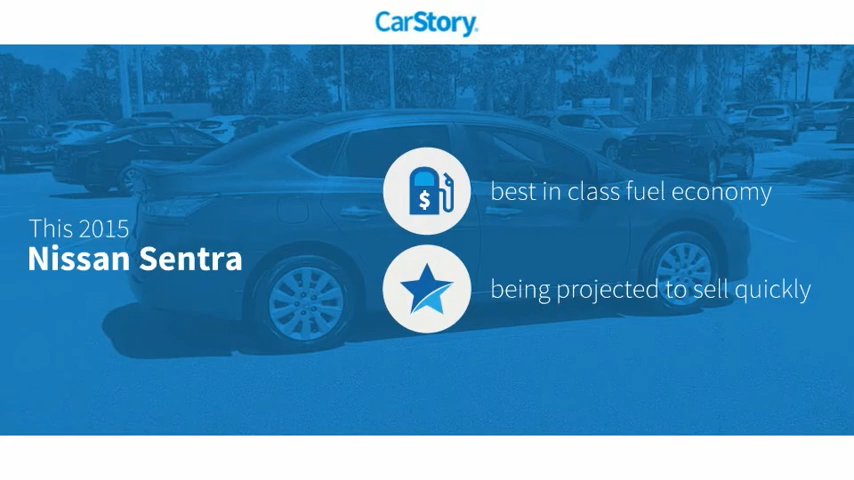 CarStory
This 2015
Nissan Sentra
$
best in class fuel economy
being projected to sell quickly